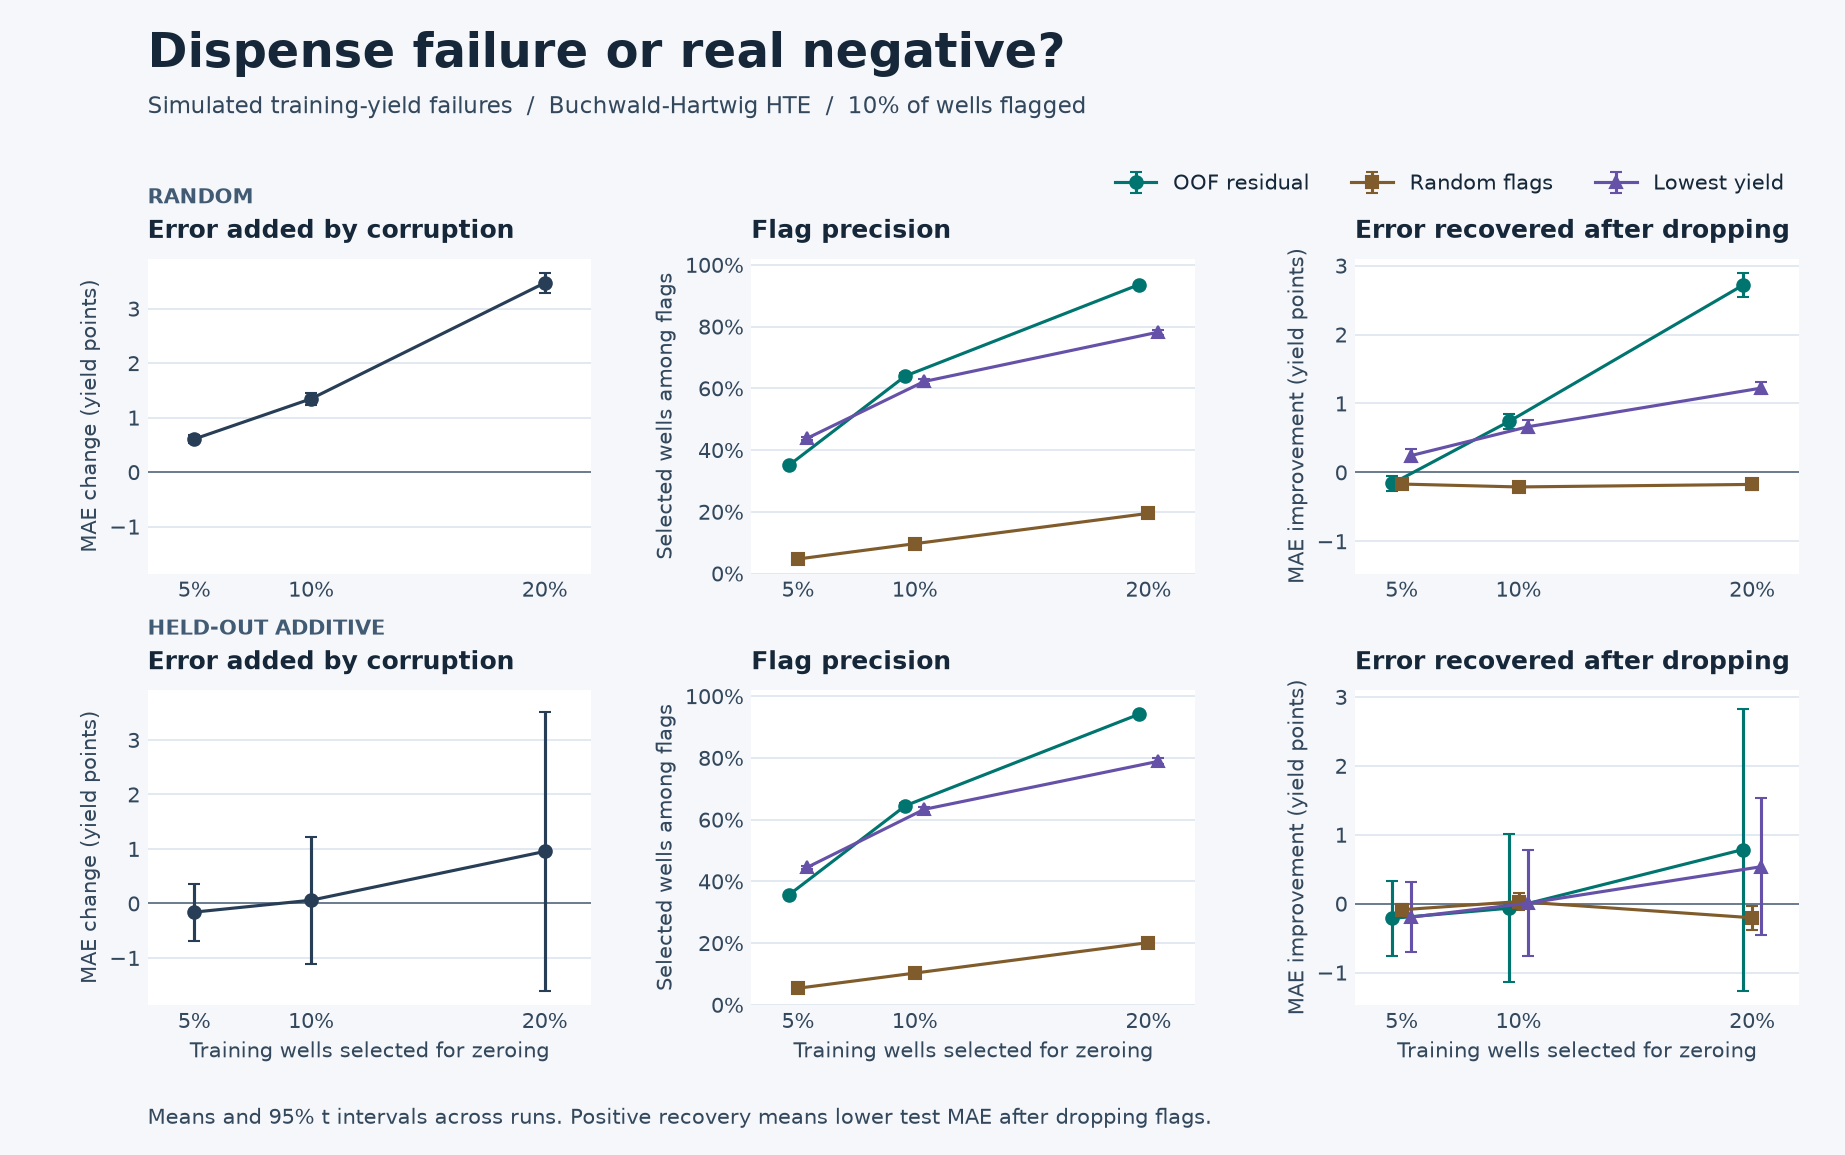 Dispense failure or real negative?
Simulated training-yield failures / Buchwald-Hartwig HTE / 10% of wells flagged
OOF residual
Random flags
Lowest yield
RANDOM
Error added by corruption
MAE change (yield points)
3
2
1
0
−1
5%
10%
20%
Flag precision
Selected wells among flags
100%
80%
60%
40%
20%
0%
5%
10%
20%
Error recovered after dropping
MAE improvement (yield points)
3
2
1
0
−1
5%
10%
20%
HELD-OUT ADDITIVE
Error added by corruption
MAE change (yield points)
3
2
1
0
−1
5%
10%
20%
Training wells selected for zeroing
Flag precision
Selected wells among flags
100%
80%
60%
40%
20%
0%
5%
10%
20%
Training wells selected for zeroing
Error recovered after dropping
MAE improvement (yield points)
3
2
1
0
−1
5%
10%
20%
Training wells selected for zeroing
Means and 95% t intervals across runs. Positive recovery means lower test MAE after dropping flags.